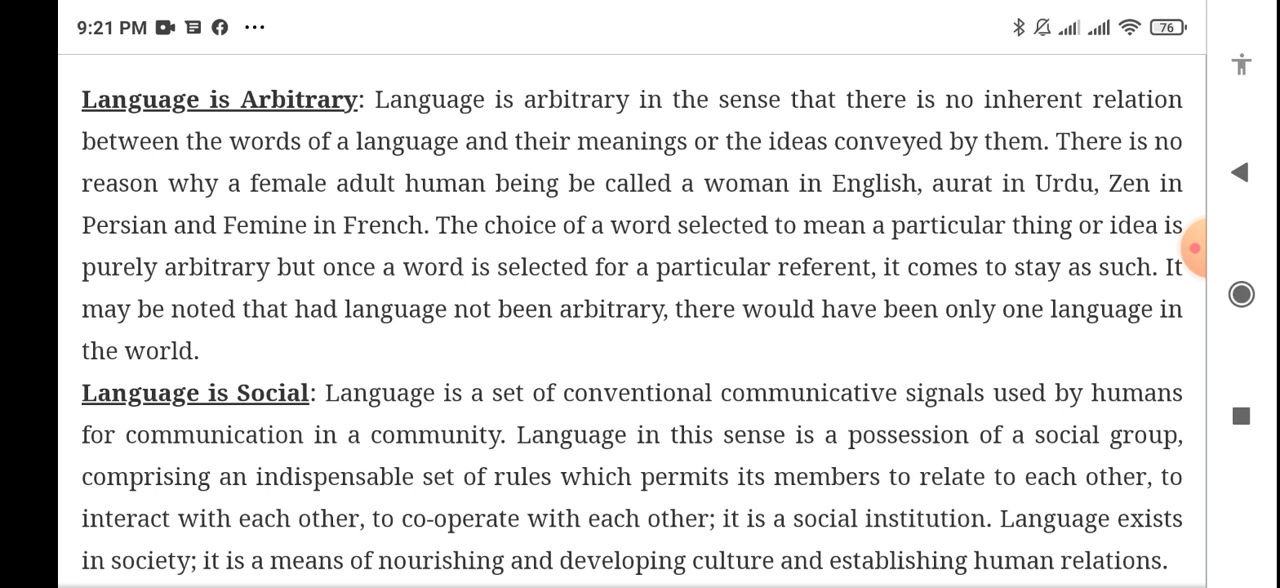 9:21 PM
76
Language is Arbitrary: Language is arbitrary in the sense that there is no inherent relation
between the words of a language and their meanings or the ideas conveyed by them. There is no
reason why a female adult human being be called a woman in English, aurat in Urdu, Zen in
Persian and Femine in French. The choice of a word selected to mean a particular thing or idea is
purely arbitrary but once a word is selected for a particular referent, it comes to stay as such. It
may be noted that had language not been arbitrary, there would have been only one language in
the world.
Language is Social: Language is a set of conventional communicative signals used by humans
for communication in a community. Language in this sense is a possession of a social group,
comprising an indispensable set of rules which permits its members to relate to each other, to
interact with each other, to co-operate with each other; it is a social institution. Language exists
in society; it is a means of nourishing and developing culture and establishing human relations.